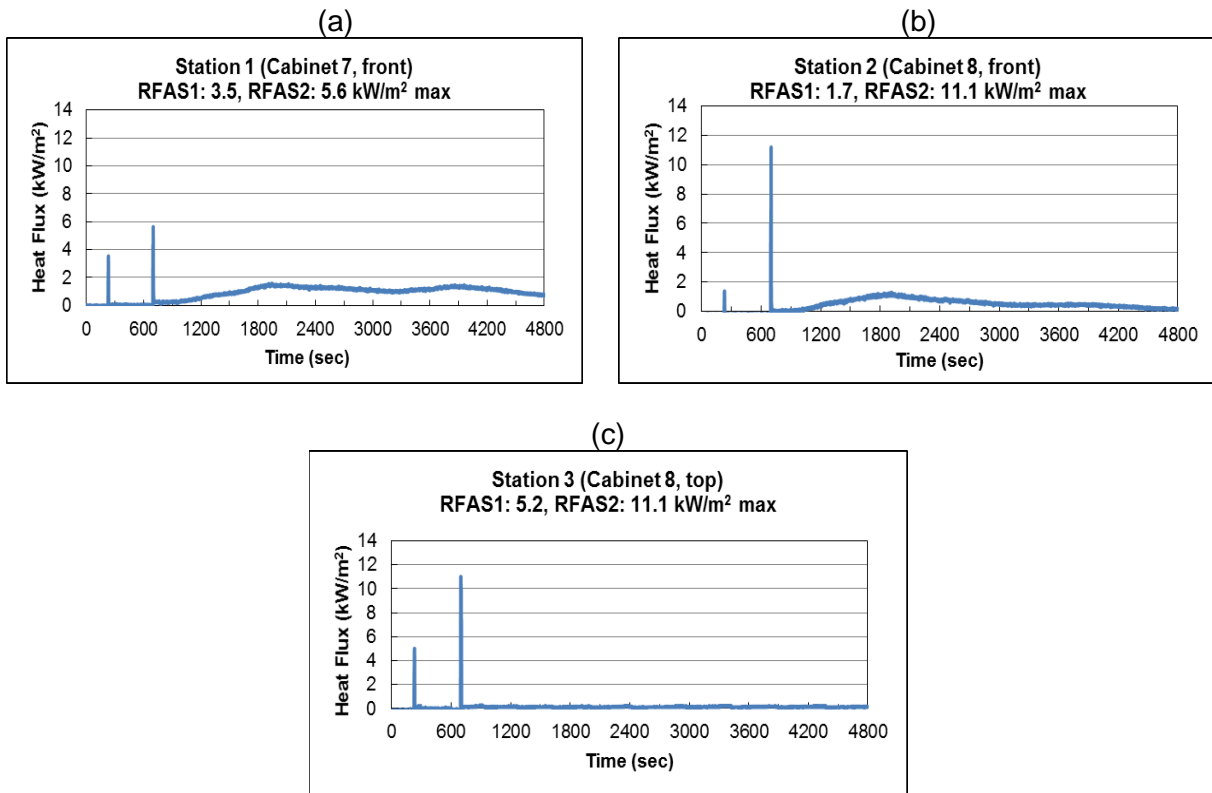 (a)
Station 1 (Cabinet 7, front)
RFAS1: 3.5, RFAS2: 5.6 kW/m² max
14
12
10
8
6
4
2
0
Heat Flux (kW/m²)
0 600 1200 1800 2400 3000 3600 4200 4800
Time (sec)
(b)
Station 2 (Cabinet 8, front)
RFAS1: 1.7, RFAS2: 11.1 kW/m² max
14
12
10
8
6
4
2
0
Heat Flux (kW/m²)
0 600 1200 1800 2400 3000 3600 4200 4800
Time (sec)
(c)
Station 3 (Cabinet 8, top)
RFAS1: 5.2, RFAS2: 11.1 kW/m² max
14
12
10
8
6
4
2
0
Heat Flux (kW/m²)
0 600 1200 1800 2400 3000 3600 4200 4800
Time (sec)